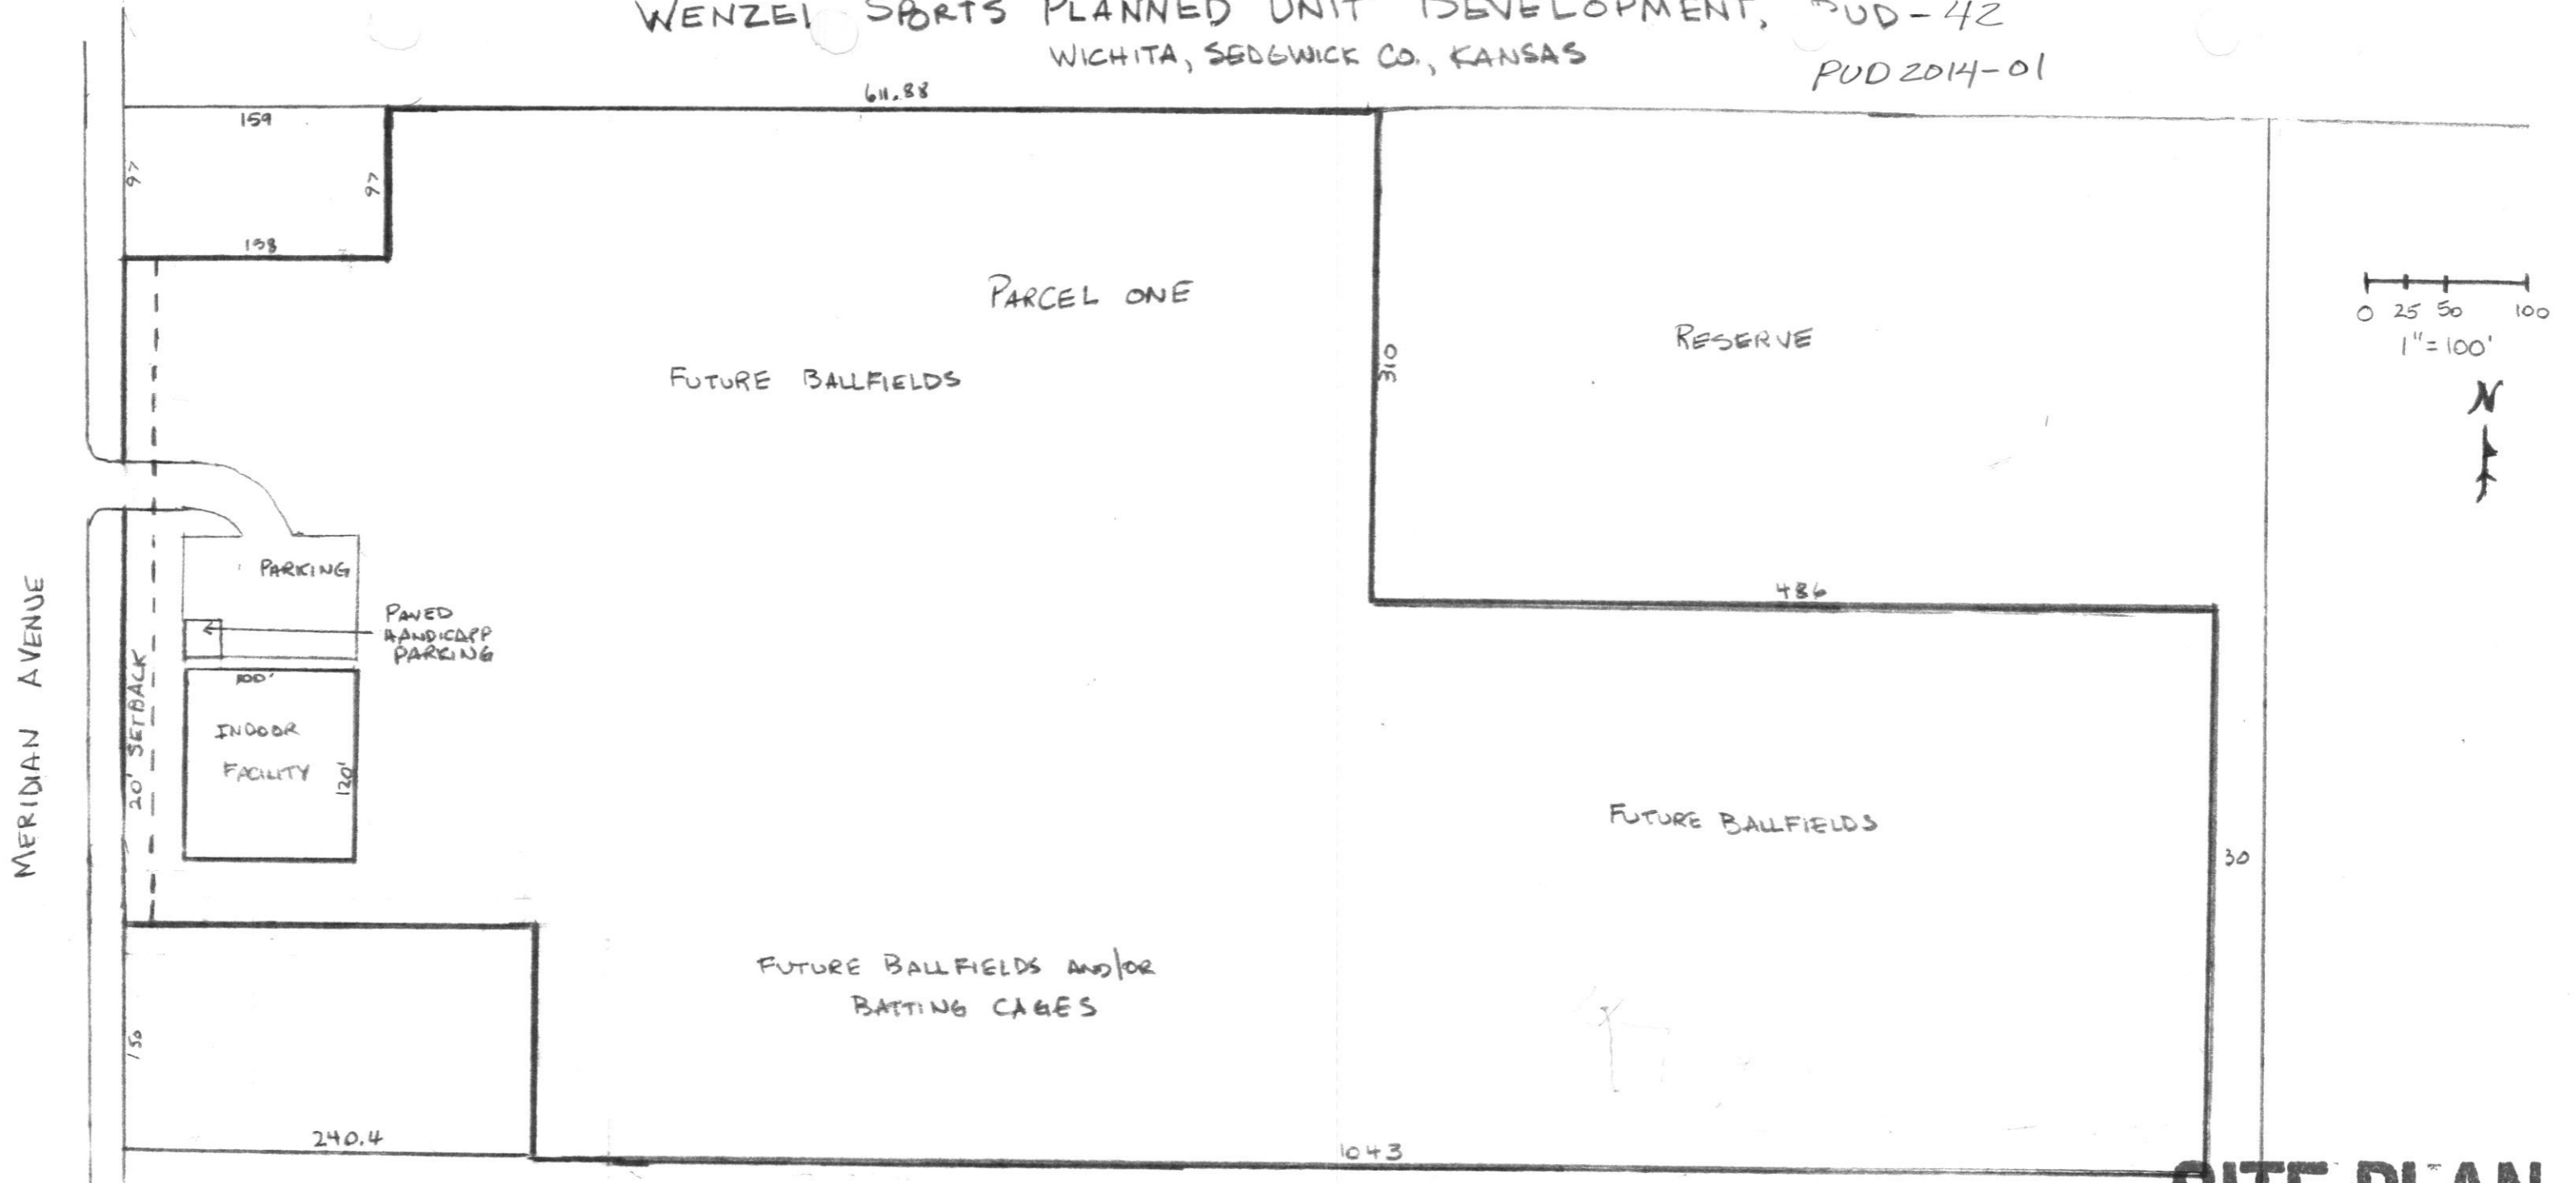 WENZEL SPORTS PLANNED UNIT DEVELOPMENT, PUD-42
WICHITA, SEDGWICK CO., KANSAS
PUD 2014-01
611.88
159
97
97
158
PARCEL ONE
FUTURE BALLFIELDS
310
RESERVE
0 25 50 100
1"=100'
N
486
PARKING
PAVED
HANDICAPP
PARKING
100'
INDOOR
FACILITY
120'
20' SETBACK
MERIDIAN AVENUE
FUTURE BALLFIELDS
30
FUTURE BALLFIELDS AND/OR
BATTING CAGES
150
240.4
1043
SITE PLAN